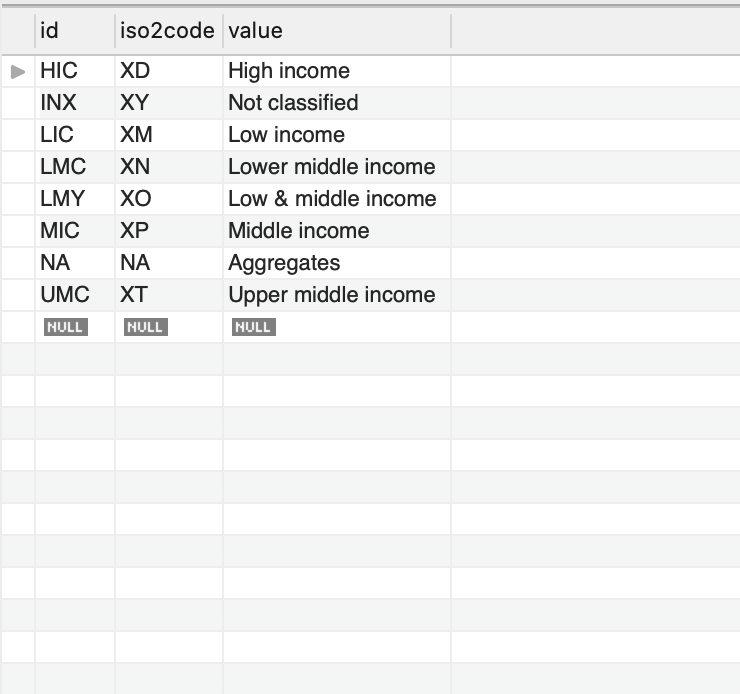 id iso2code value
HIC XD High income
INX XY Not classified
LIC XM Low income
LMC XN Lower middle income
LMY XO Low & middle income
MIC XP Middle income
NA NA Aggregates
UMC XT Upper middle income
NULL NULL NULL